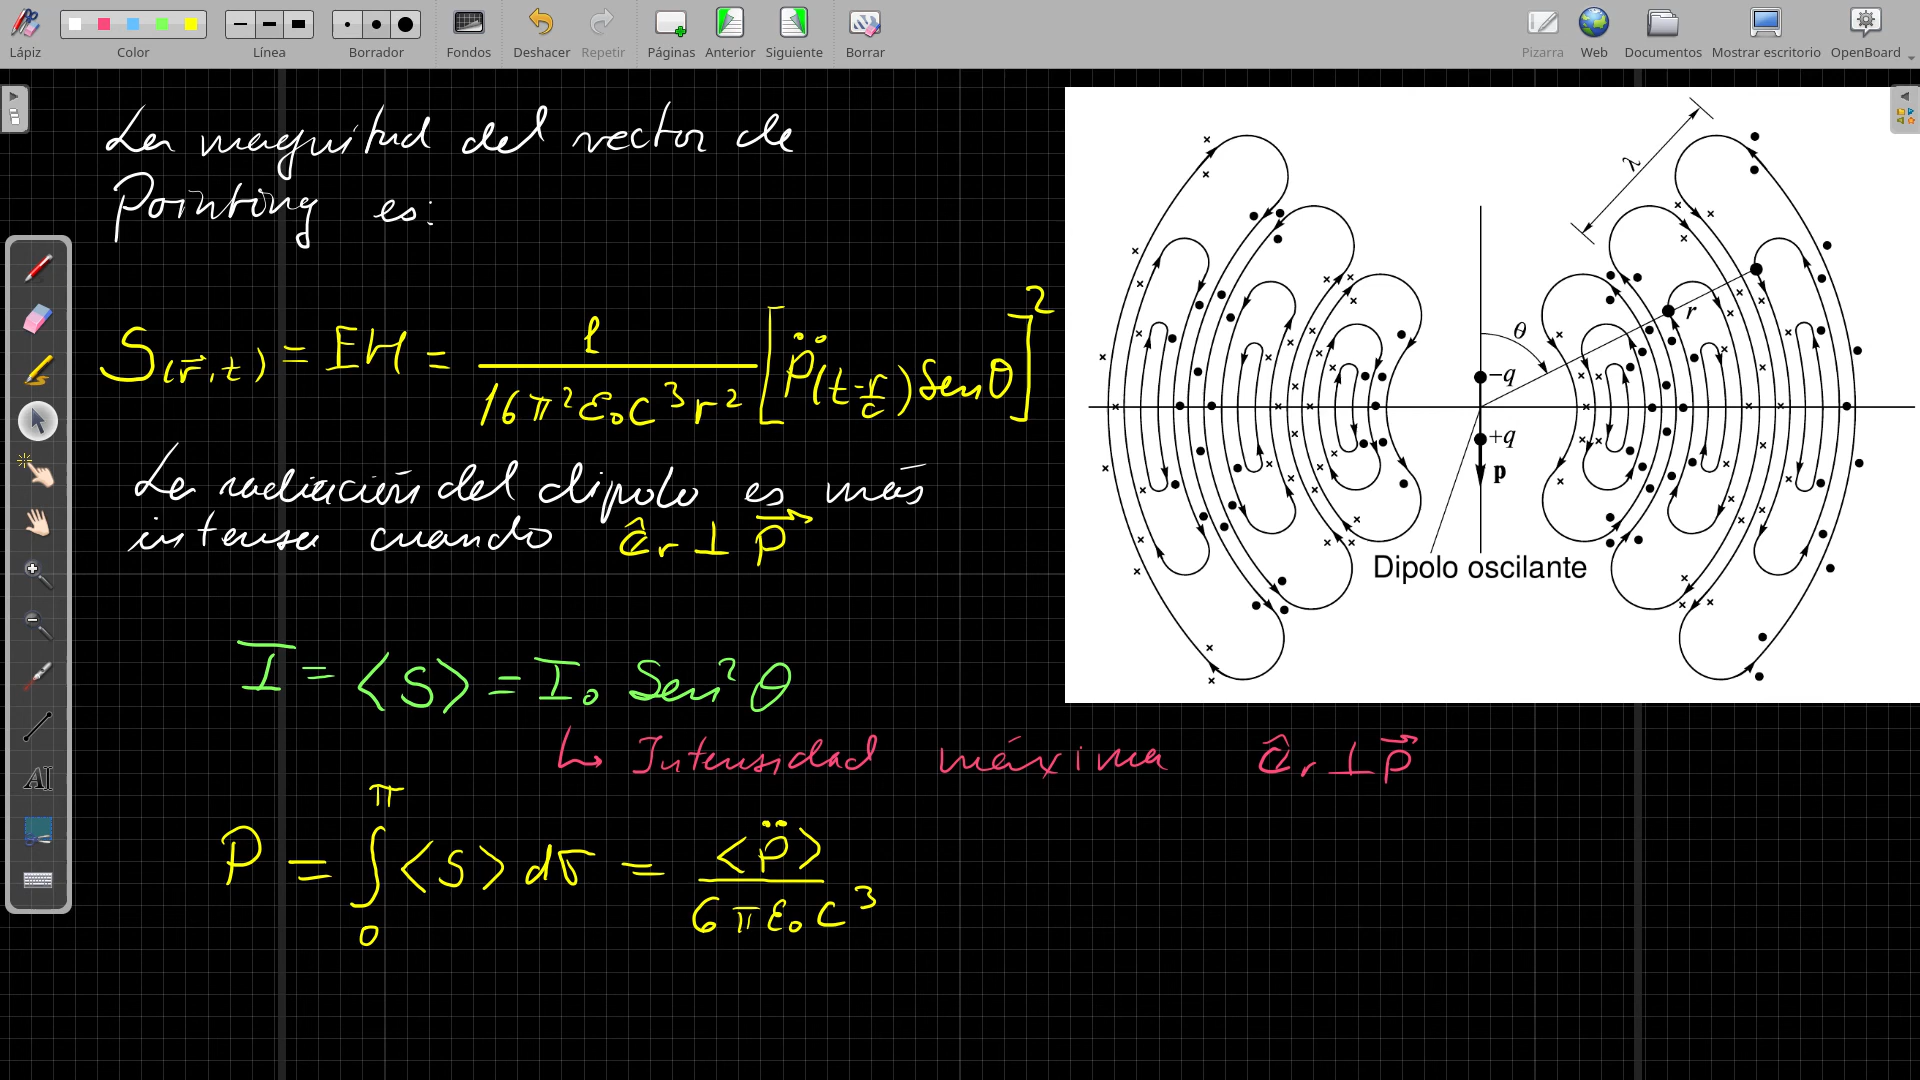 Lápiz Color Línea Borrador Fondos Deshacer Repetir Páginas Anterior Siguiente Borrar Pizarra Web Documentos Mostrar escritorio OpenBoard
La magnitud del vector de
Pointing es:
S(r⃗,t) = EH = 1 / 16π²ε₀c³r² [p̈(t-r/c) Sen θ]²
La radiación del dipolo es más
intensa cuando âr ⊥ p⃗
I = <S> = I₀ Sen² θ
↳ Intensidad máxima âr ⊥ p⃗
P = ∫₀^π <S> dσ = <p̈> / 6πε₀c³
λ
r
θ
−q
+q
p
Dipolo oscilante
AI